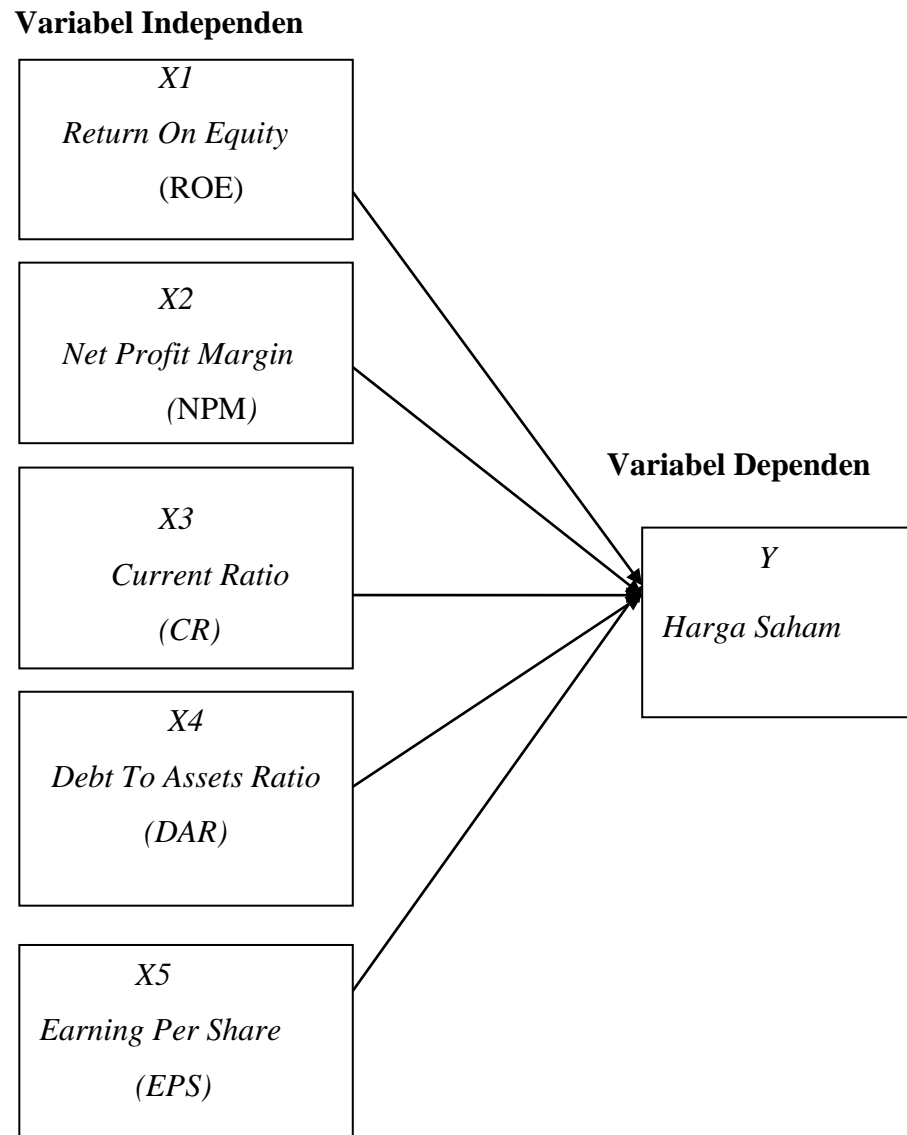 Variabel Independen
X1
Return On Equity
(ROE)
X2
Net Profit Margin
(NPM)
X3
Current Ratio
(CR)
X4
Debt To Assets Ratio
(DAR)
X5
Earning Per Share
(EPS)
Variabel Dependen
Y
Harga Saham